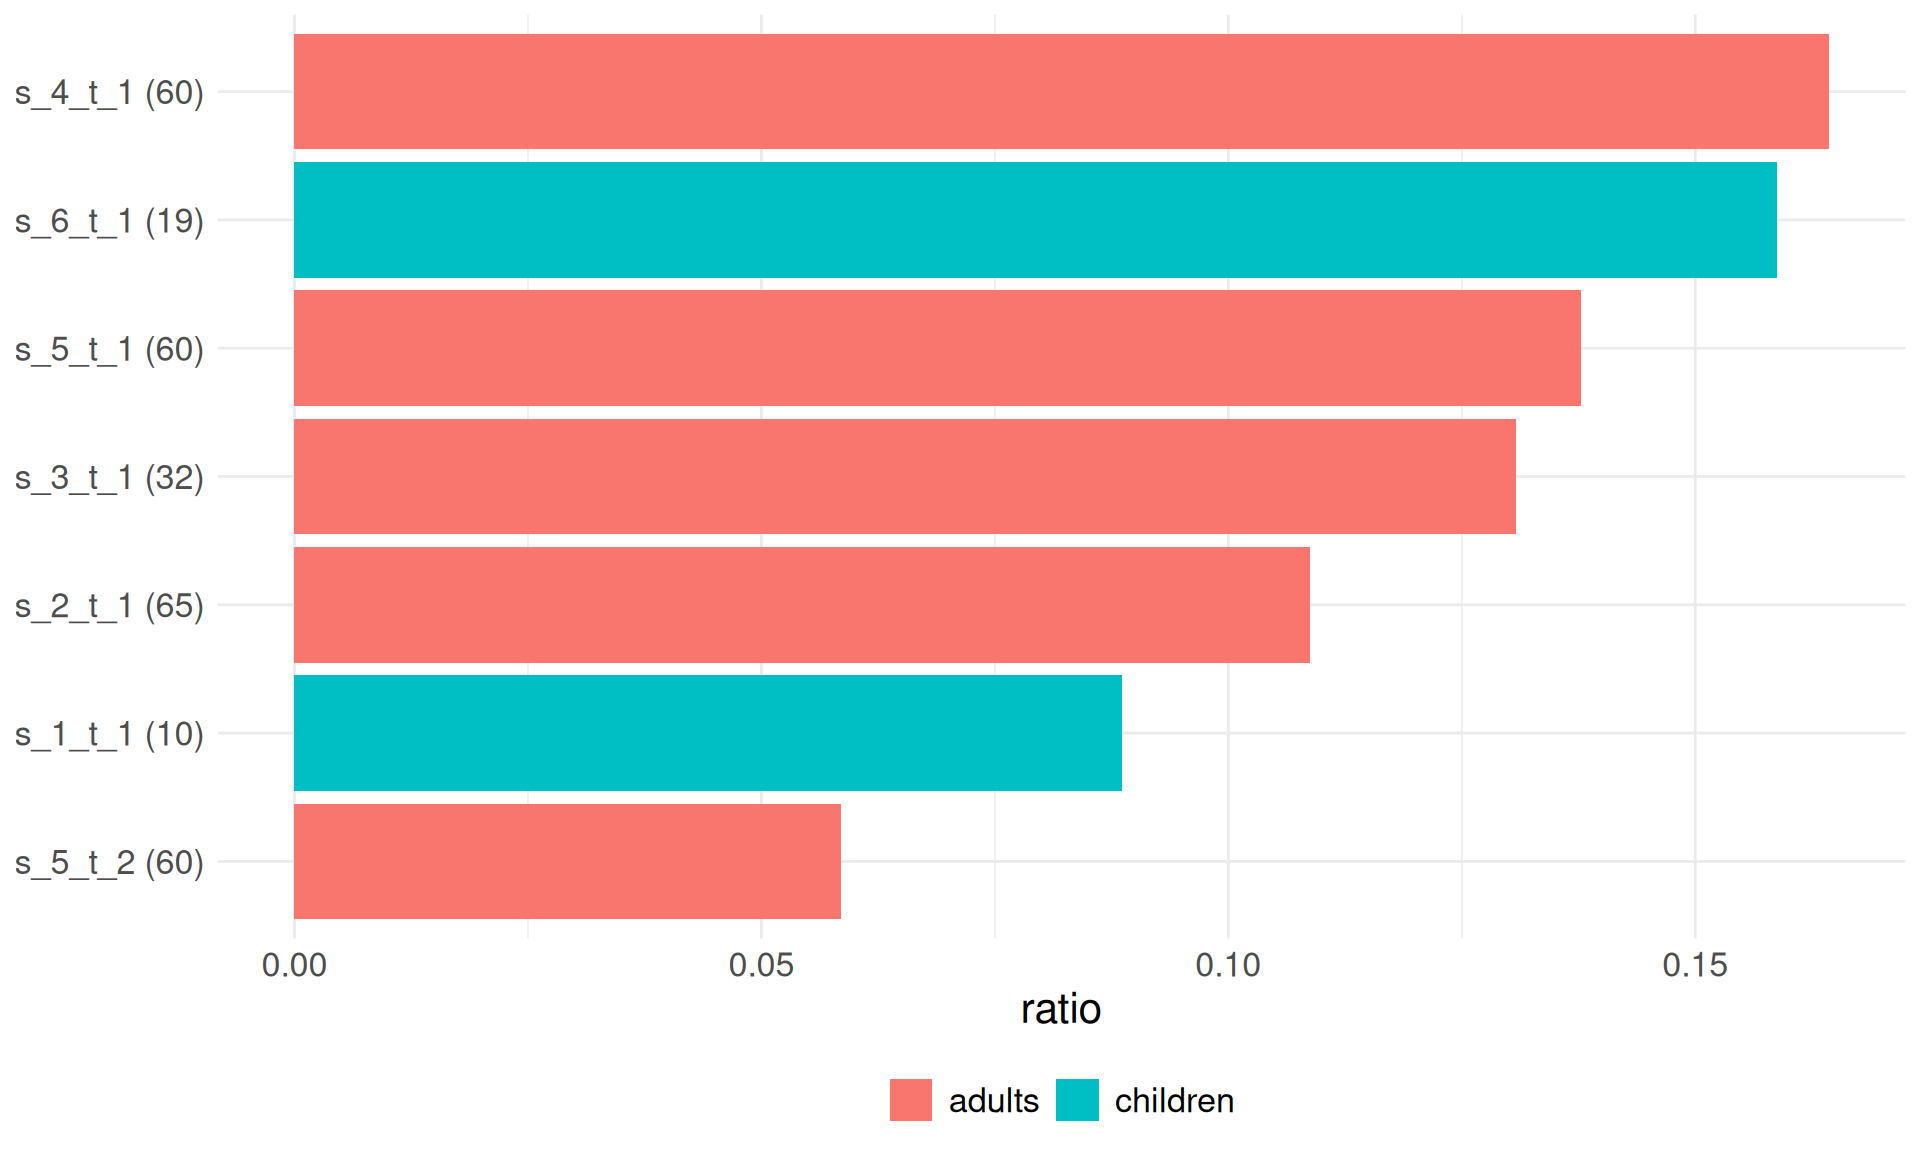 s_4_t_1 (60)
s_6_t_1 (19)
s_5_t_1 (60)
s_3_t_1 (32)
s_2_t_1 (65)
s_1_t_1 (10)
s_5_t_2 (60)
0.00 0.05 0.10 0.15
ratio
adults children